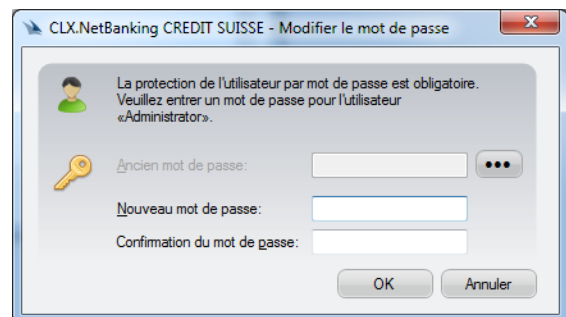 CLX.NetBanking CREDIT SUISSE - Modifier le mot de passe
La protection de l'utilisateur par mot de passe est obligatoire.
Veuillez entrer un mot de passe pour l'utilisateur
«Administrator».
Ancien mot de passe:
Nouveau mot de passe:
Confirmation du mot de passe:
OK Annuler